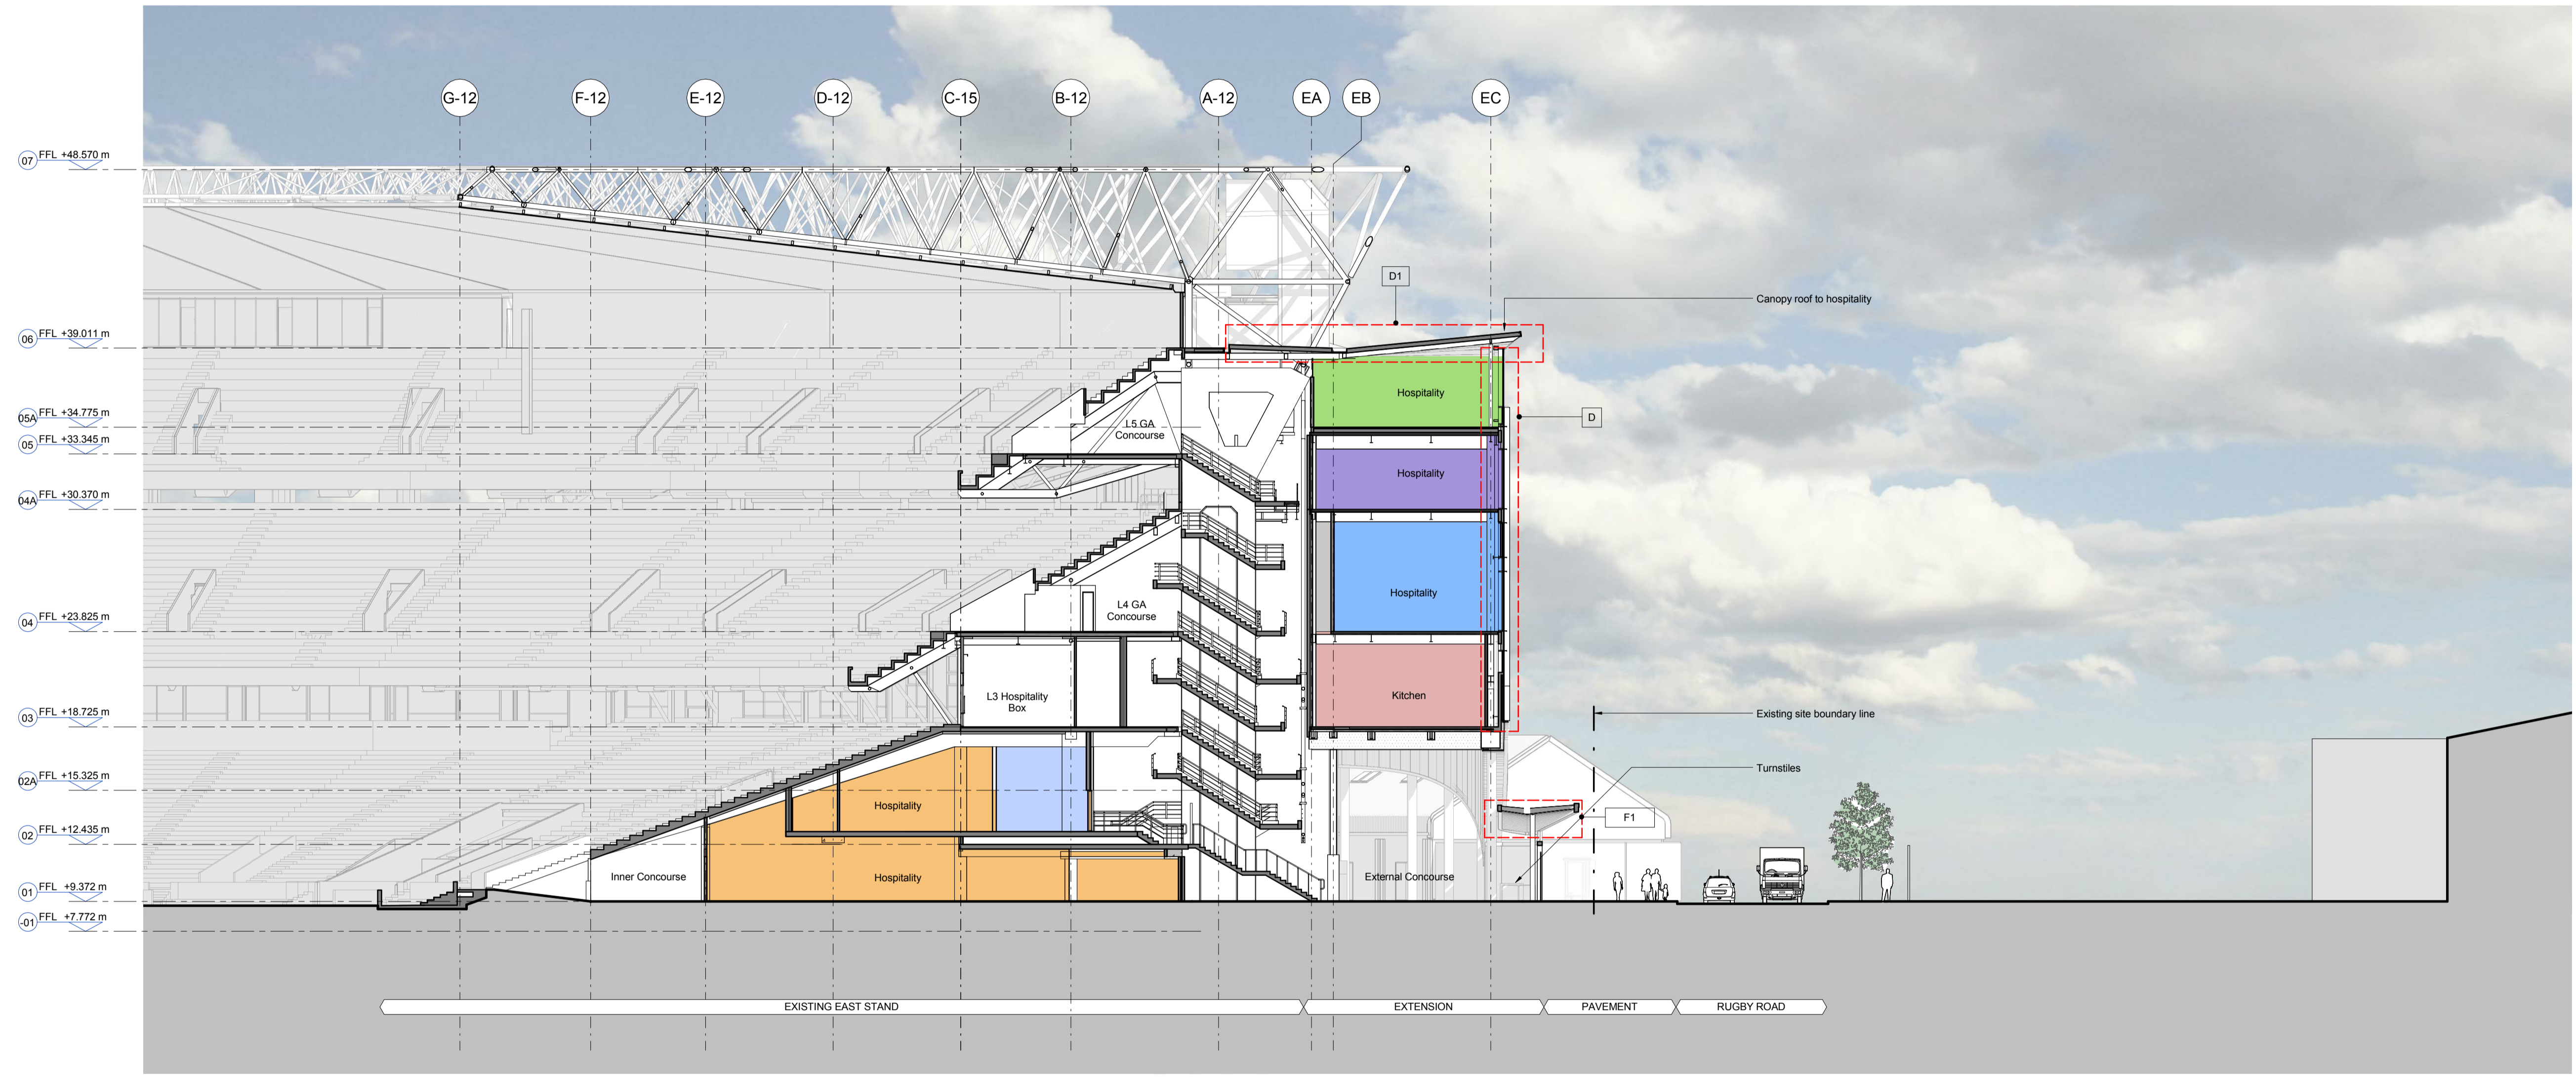 G-12
F-12
E-12
D-12
C-15
B-12
A-12
EA
EB
EC
07 FFL +48.570 m
D1
Canopy roof to hospitality
06 FFL +39.011 m
Hospitality
05A FFL +34.775 m
D
L5 GA
Concourse
05 FFL +33.345 m
Hospitality
04A FFL +30.370 m
Hospitality
L4 GA
Concourse
04 FFL +23.825 m
L3 Hospitality
Box
Kitchen
03 FFL +18.725 m
Existing site boundary line
Turnstiles
02A FFL +15.325 m
Hospitality
F1
02 FFL +12.435 m
Inner Concourse
Hospitality
External Concourse
01 FFL +9.372 m
-01 FFL +7.772 m
EXISTING EAST STAND
EXTENSION
PAVEMENT
RUGBY ROAD